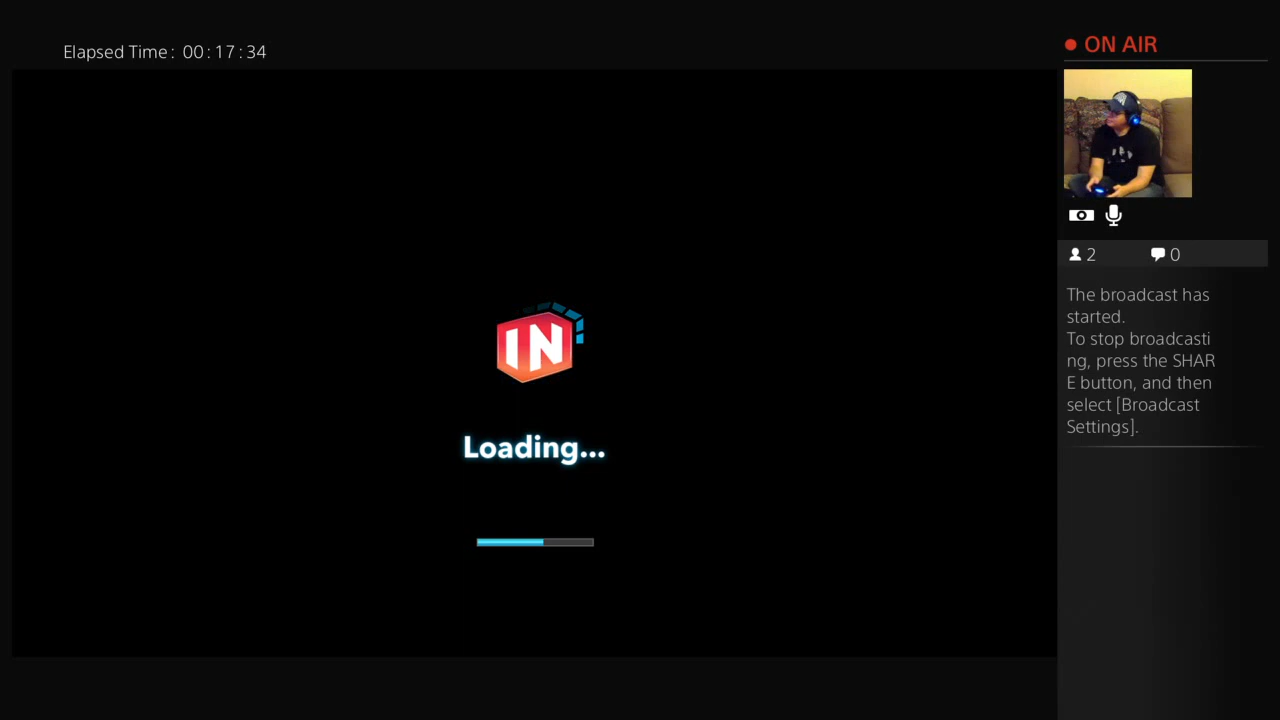 Elapsed Time: 00:17:34
ON AIR
IN
Loading...
2
0
The broadcast has
started.
To stop broadcasti
ng, press the SHAR
E button, and then
select [Broadcast
Settings].